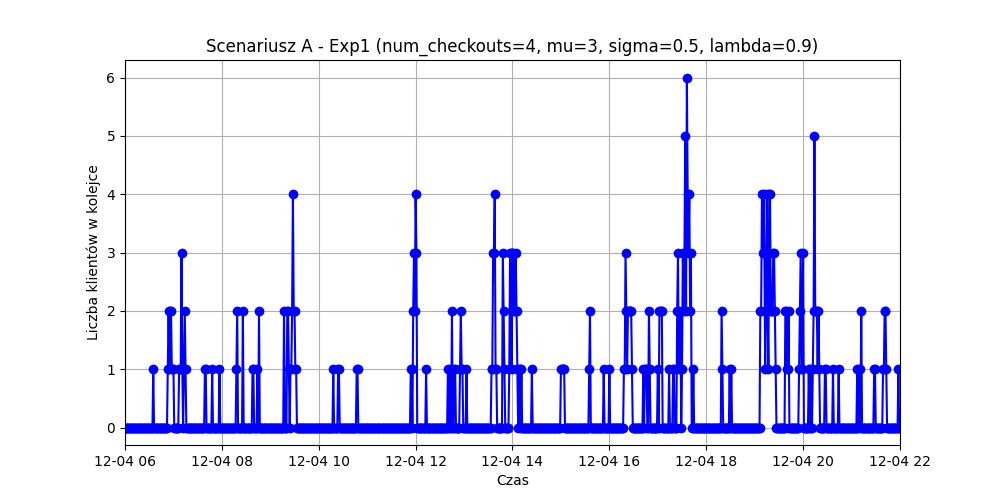 Scenariusz A - Exp1 (num_checkouts=4, mu=3, sigma=0.5, lambda=0.9)
Liczba klientów w kolejce
6
5
4
3
2
1
0
12-04 06 12-04 08 12-04 10 12-04 12 12-04 14 12-04 16 12-04 18 12-04 20 12-04 22
Czas